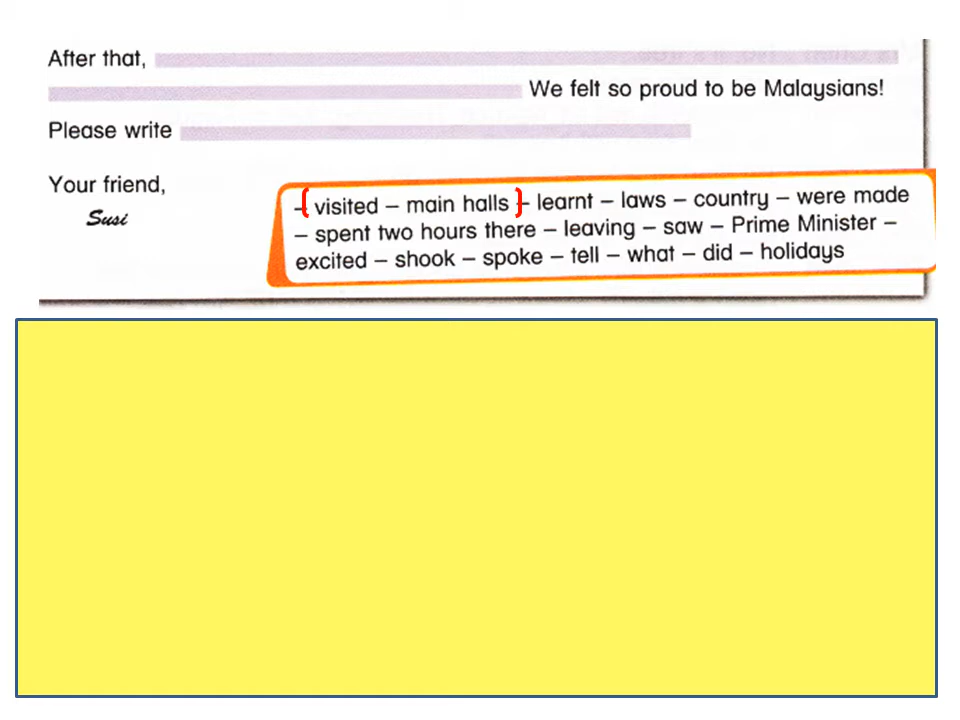 After that,
We felt so proud to be Malaysians!
Please write
Your friend,
Susi
– visited – main halls – learnt – laws – country – were made
– spent two hours there – leaving – saw – Prime Minister –
excited – shook – spoke – tell – what – did – holidays